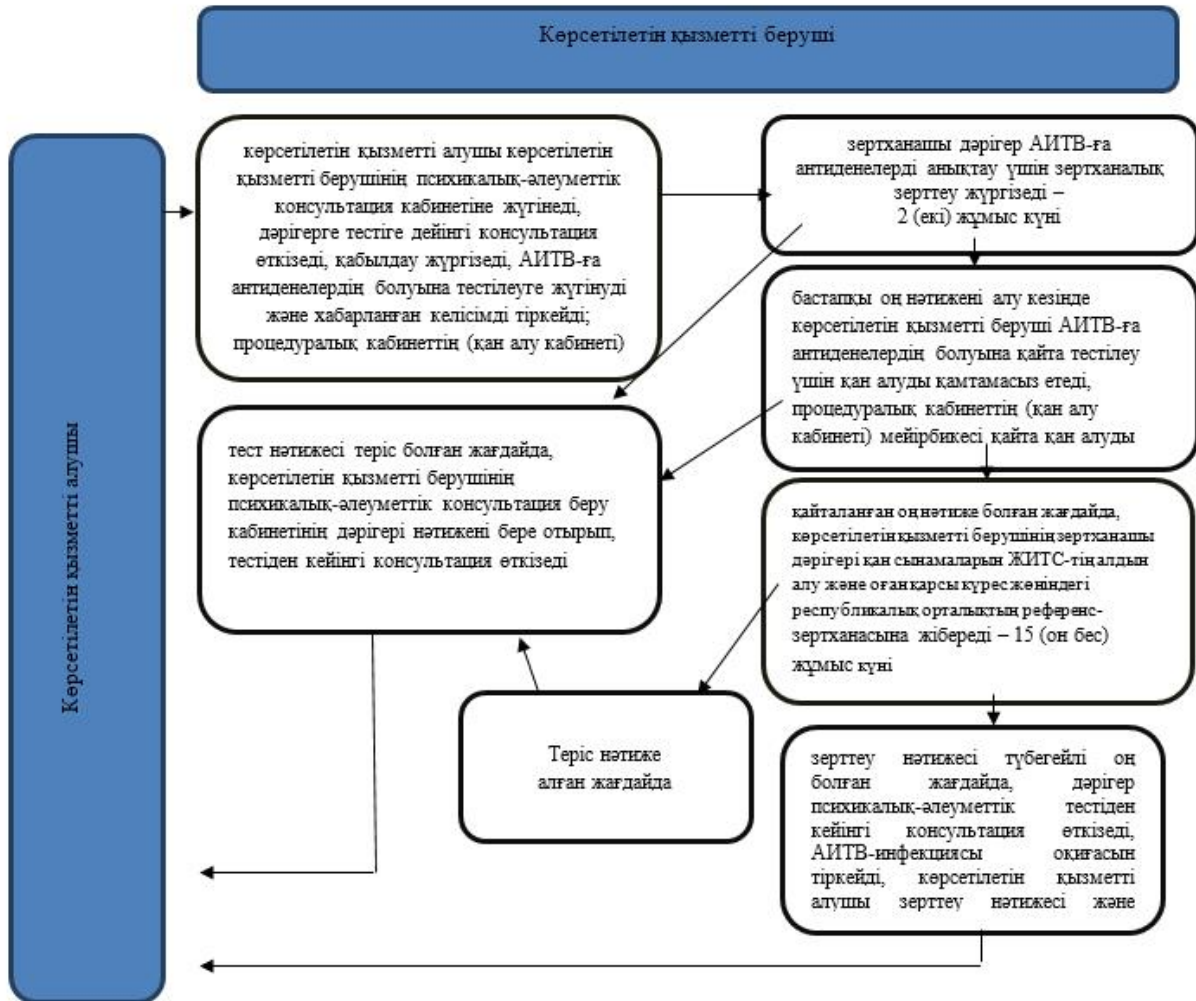 Көрсетілетін қызметті беруші
Көрсетілетін қызметті алушы
көрсетілетін қызметті алушы көрсетілетін
қызметті берушінің психикалық-әлеуметтік
консультация кабинетіне жүгінеді,
дәрігерге тестіге дейінгі консультация
өткізеді, қабылдау жүргізеді, АИТВ-ға
антиденелердің болуына тестілеуге жүгінуді
және хабарланған келісімді тіркейді;
процедуралық кабинеттің (қан алу кабинеті)
зертханашы дәрігер АИТВ-ға
антиденелерді анықтау үшін зертханалық
зерттеу жүргізеді –
2 (екі) жұмыс күні
бастапқы оң нәтижені алу кезінде
көрсетілетін қызметті беруші АИТВ-ға
антиденелердің болуына қайта тестілеу
үшін қан алуды қамтамасыз етеді,
процедуралық кабинеттің (қан алу
кабинеті) мейірбикесі қайта қан алуды
тест нәтижесі теріс болған жағдайда,
көрсетілетін қызметті берушінің
психикалық-әлеуметтік консультация беру
кабинетінің дәрігері нәтижені бере отырып,
тестіден кейінгі консультация өткізеді
қайталанған оң нәтиже болған жағдайда,
көрсетілетін қызметті берушінің зертханашы
дәрігері қан сынамаларын ЖИТС-тің алдын
алу және оған қарсы күрес жөніндегі
республикалық орталықтың референс-
зертханасына жібереді – 15 (он бес)
жұмыс күні
Теріс нәтиже
алған жағдайда
зерттеу нәтижесі түбегейлі оң
болған жағдайда, дәрігер
психикалық-әлеуметтік тестіден
кейінгі консультация өткізеді,
АИТВ-инфекциясы оқиғасын
тіркейді, көрсетілетін қызметті
алушы зерттеу нәтижесі және